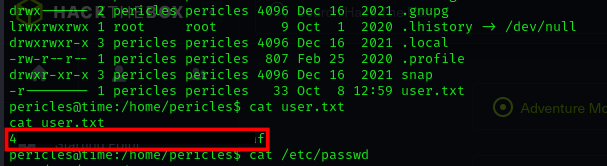 HACKTHEBOX
drwx------ 2 pericles pericles 4096 Dec 16  2021 .gnupg
lrwxrwxrwx 1 root     root        9 Oct  1  2020 .lhistory -> /dev/null
drwxrwxr-x 3 pericles pericles 4096 Dec 16  2021 .local
-rw-r--r-- 1 pericles pericles  807 Feb 25  2020 .profile
drwxr-xr-x 3 pericles pericles 4096 Dec 16  2021 snap
-r-------- 1 pericles pericles   33 Oct  8 12:59 user.txt
pericles@time:/home/pericles$ cat user.txt
cat user.txt
Adventure Mo
4 f
pericles@time:/home/pericles$ cat /etc/passwd